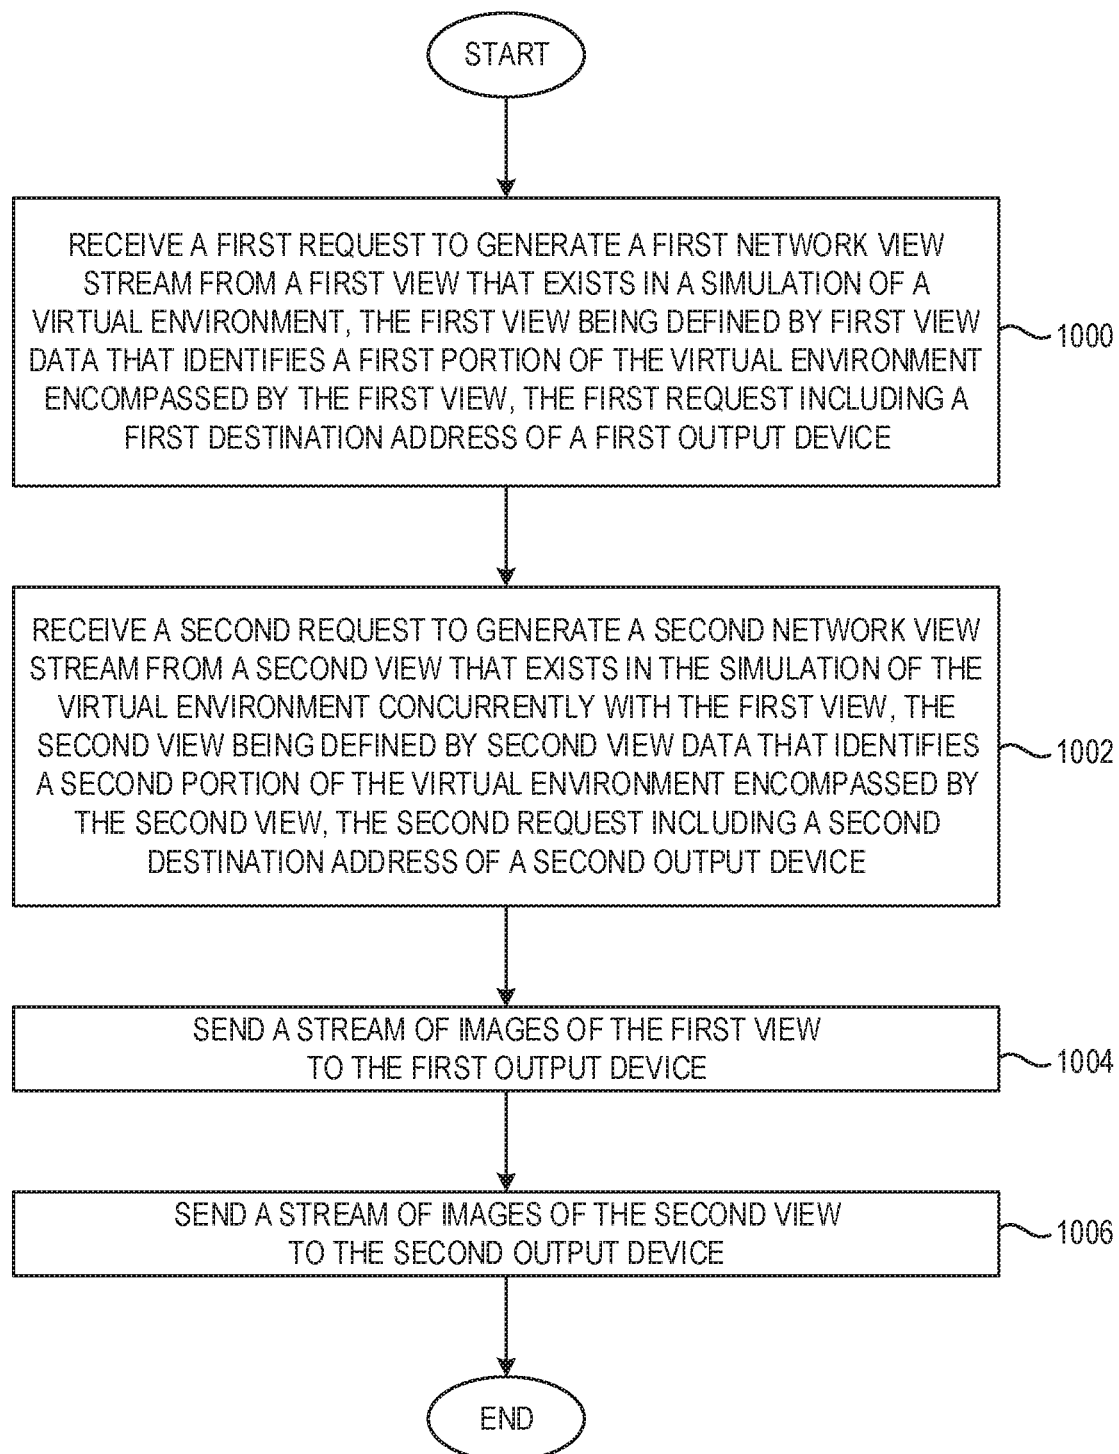 START
RECEIVE A FIRST REQUEST TO GENERATE A FIRST NETWORK VIEW
STREAM FROM A FIRST VIEW THAT EXISTS IN A SIMULATION OF A
VIRTUAL ENVIRONMENT, THE FIRST VIEW BEING DEFINED BY FIRST VIEW
DATA THAT IDENTIFIES A FIRST PORTION OF THE VIRTUAL ENVIRONMENT
ENCOMPASSED BY THE FIRST VIEW, THE FIRST REQUEST INCLUDING A
FIRST DESTINATION ADDRESS OF A FIRST OUTPUT DEVICE
1000
RECEIVE A SECOND REQUEST TO GENERATE A SECOND NETWORK VIEW
STREAM FROM A SECOND VIEW THAT EXISTS IN THE SIMULATION OF THE
VIRTUAL ENVIRONMENT CONCURRENTLY WITH THE FIRST VIEW, THE
SECOND VIEW BEING DEFINED BY SECOND VIEW DATA THAT IDENTIFIES
A SECOND PORTION OF THE VIRTUAL ENVIRONMENT ENCOMPASSED BY
THE SECOND VIEW, THE SECOND REQUEST INCLUDING A SECOND
DESTINATION ADDRESS OF A SECOND OUTPUT DEVICE
1002
SEND A STREAM OF IMAGES OF THE FIRST VIEW
TO THE FIRST OUTPUT DEVICE
1004
SEND A STREAM OF IMAGES OF THE SECOND VIEW
TO THE SECOND OUTPUT DEVICE
1006
END